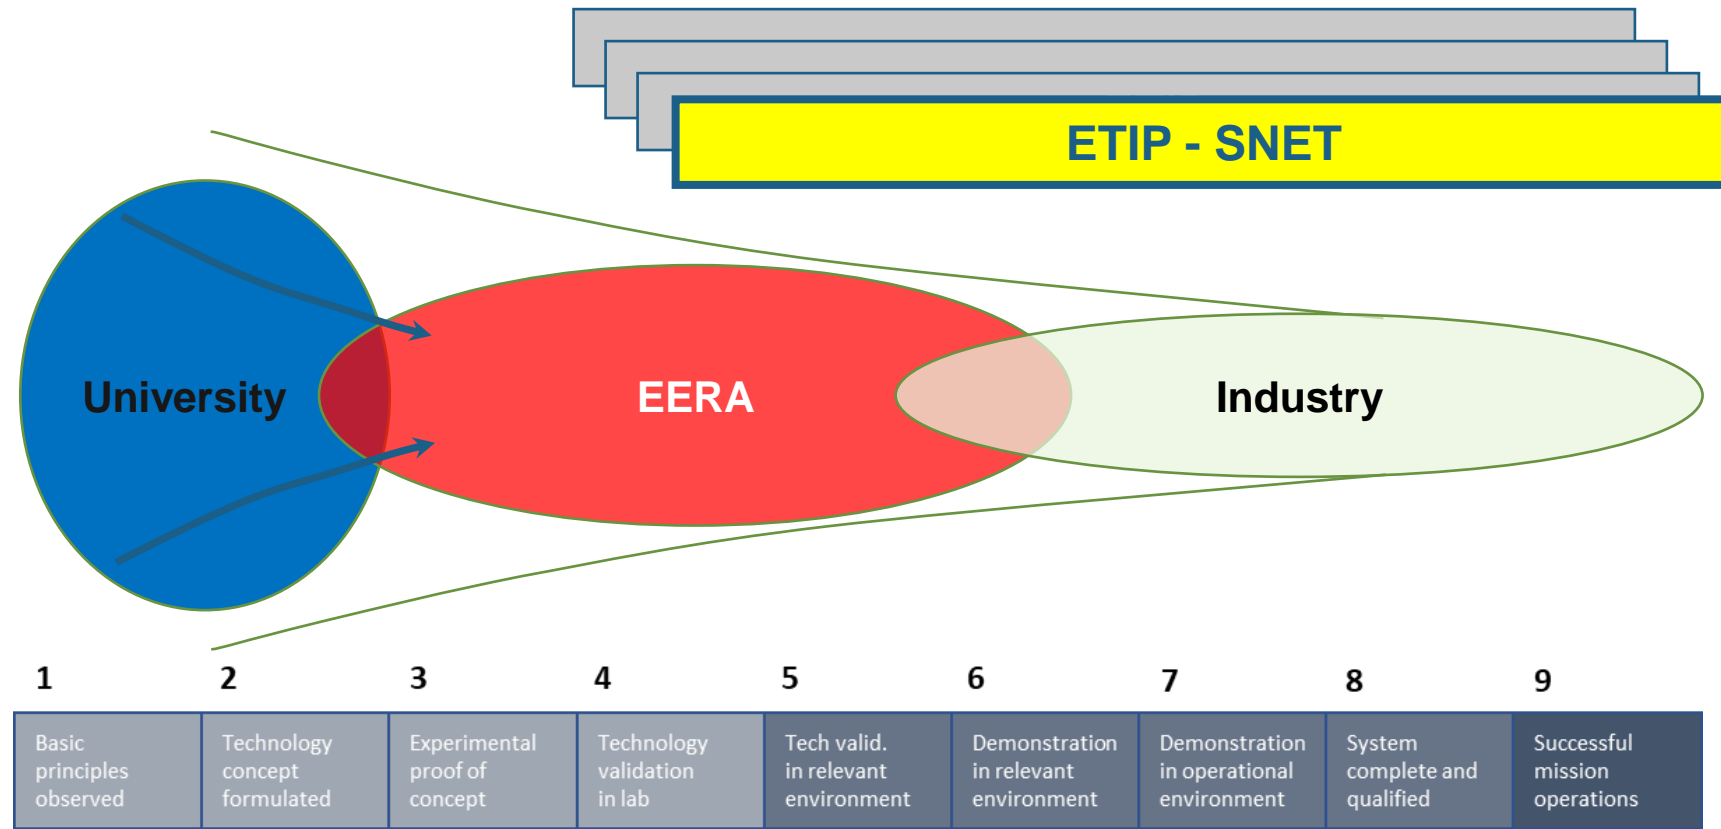 ETIP - SNET
University
EERA
Industry
1
2
3
4
5
6
7
8
9
Basic
principles
observed
Technology
concept
formulated
Experimental
proof of
concept
Technology
validation
in lab
Tech valid.
in relevant
environment
Demonstration
in relevant
environment
Demonstration
in operational
environment
System
complete and
qualified
Successful
mission
operations